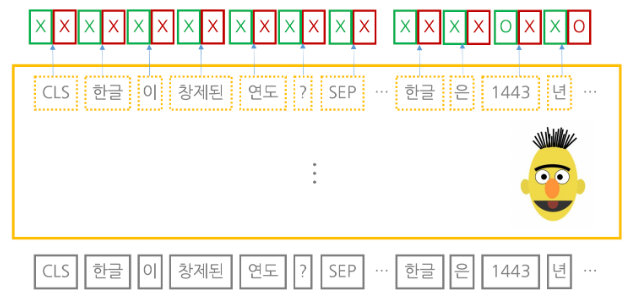 X X X X X X X X X X X X X X X X X X O X X O
CLS 한글 이 창제된 연도 ? SEP ... 한글 은 1443 년 ...
CLS 한글 이 창제된 연도 ? SEP ... 한글 은 1443 년 ...